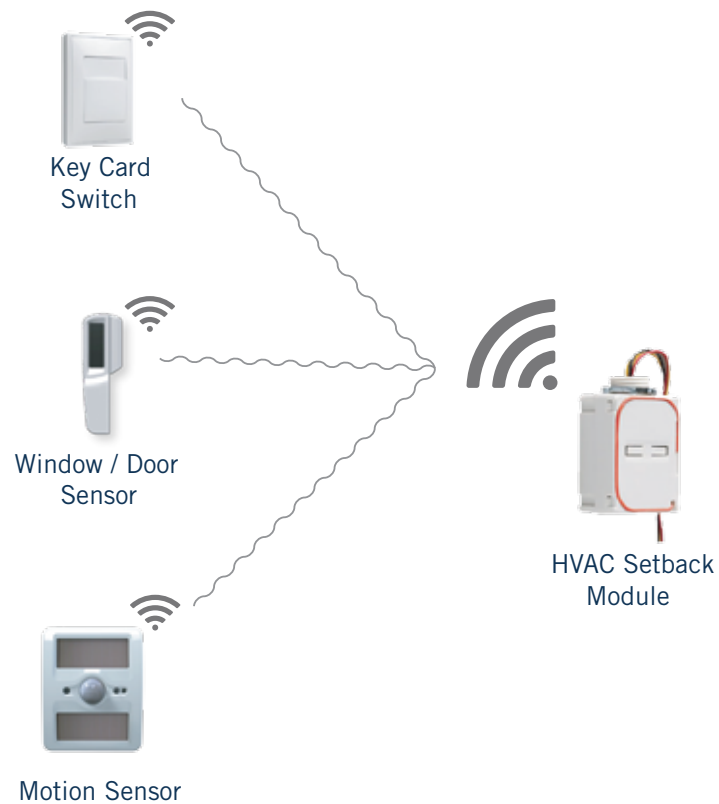 Key Card
Switch
Window / Door
Sensor
HVAC Setback
Module
Motion Sensor